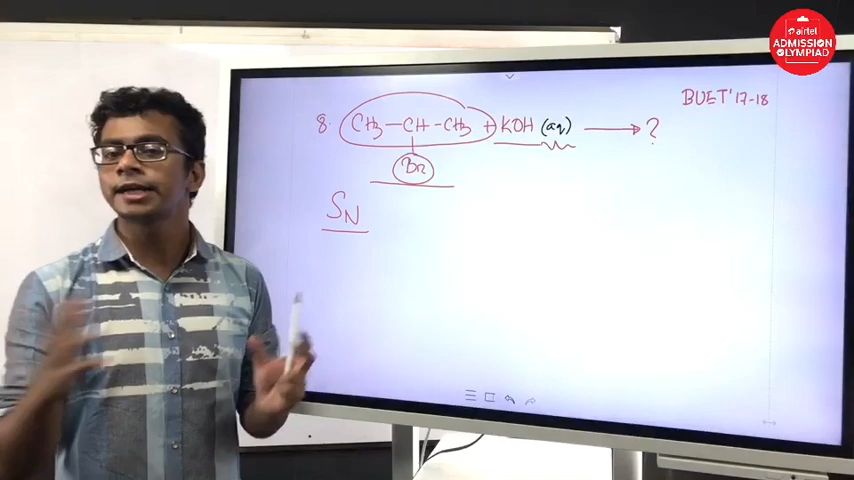 airtel
ADMISSION
OLYMPIAD
BUET'17-18
8. CH3—CH—CH3 + KOH (aq) ⟶ ?
Br
SN